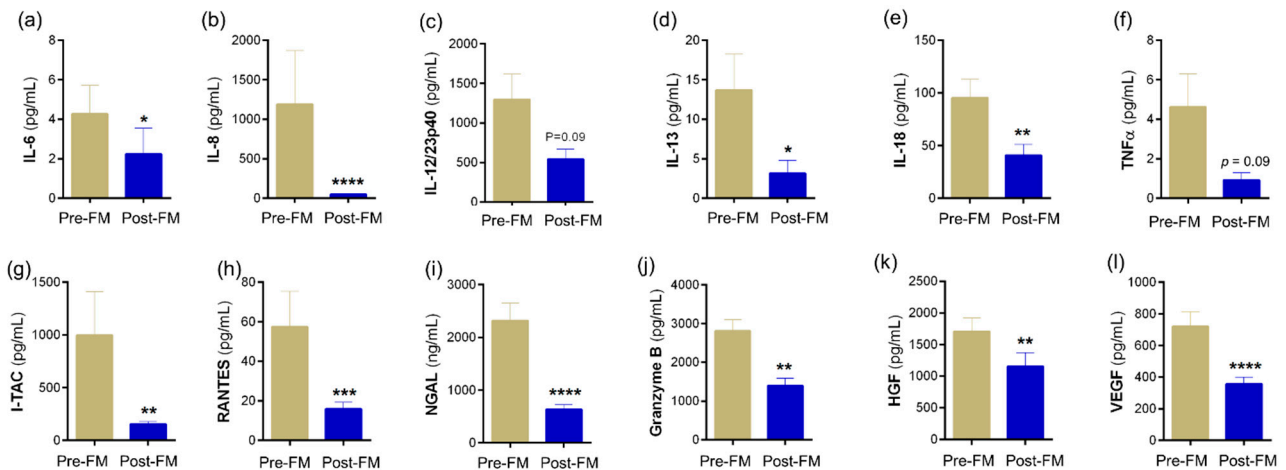 (a)
IL-6 (pg/mL)
8
6
4
2
0
*
Pre-FM Post-FM
(b)
IL-8 (pg/mL)
2000
1600
1200
800
400
0
****
Pre-FM Post-FM
(c)
IL-12/23p40 (pg/mL)
1500
1000
500
0
P=0.09
Pre-FM Post-FM
(d)
IL-13 (pg/mL)
20
15
10
5
0
*
Pre-FM Post-FM
(e)
IL-18 (pg/mL)
150
100
50
0
**
Pre-FM Post-FM
(f)
TNFα (pg/mL)
8
6
4
2
0
p = 0.09
Pre-FM Post-FM
(g)
I-TAC (pg/mL)
1500
1000
500
0
**
Pre-FM Post-FM
(h)
RANTES (pg/mL)
80
60
40
20
0
***
Pre-FM Post-FM
(i)
NGAL (ng/mL)
3000
2000
1000
0
****
Pre-FM Post-FM
(j)
Granzyme B (pg/mL)
4000
3000
2000
1000
0
**
Pre-FM Post-FM
(k)
HGF (pg/mL)
2500
2000
1500
1000
500
0
**
Pre-FM Post-FM
(l)
VEGF (pg/mL)
1000
800
600
400
200
0
****
Pre-FM Post-FM